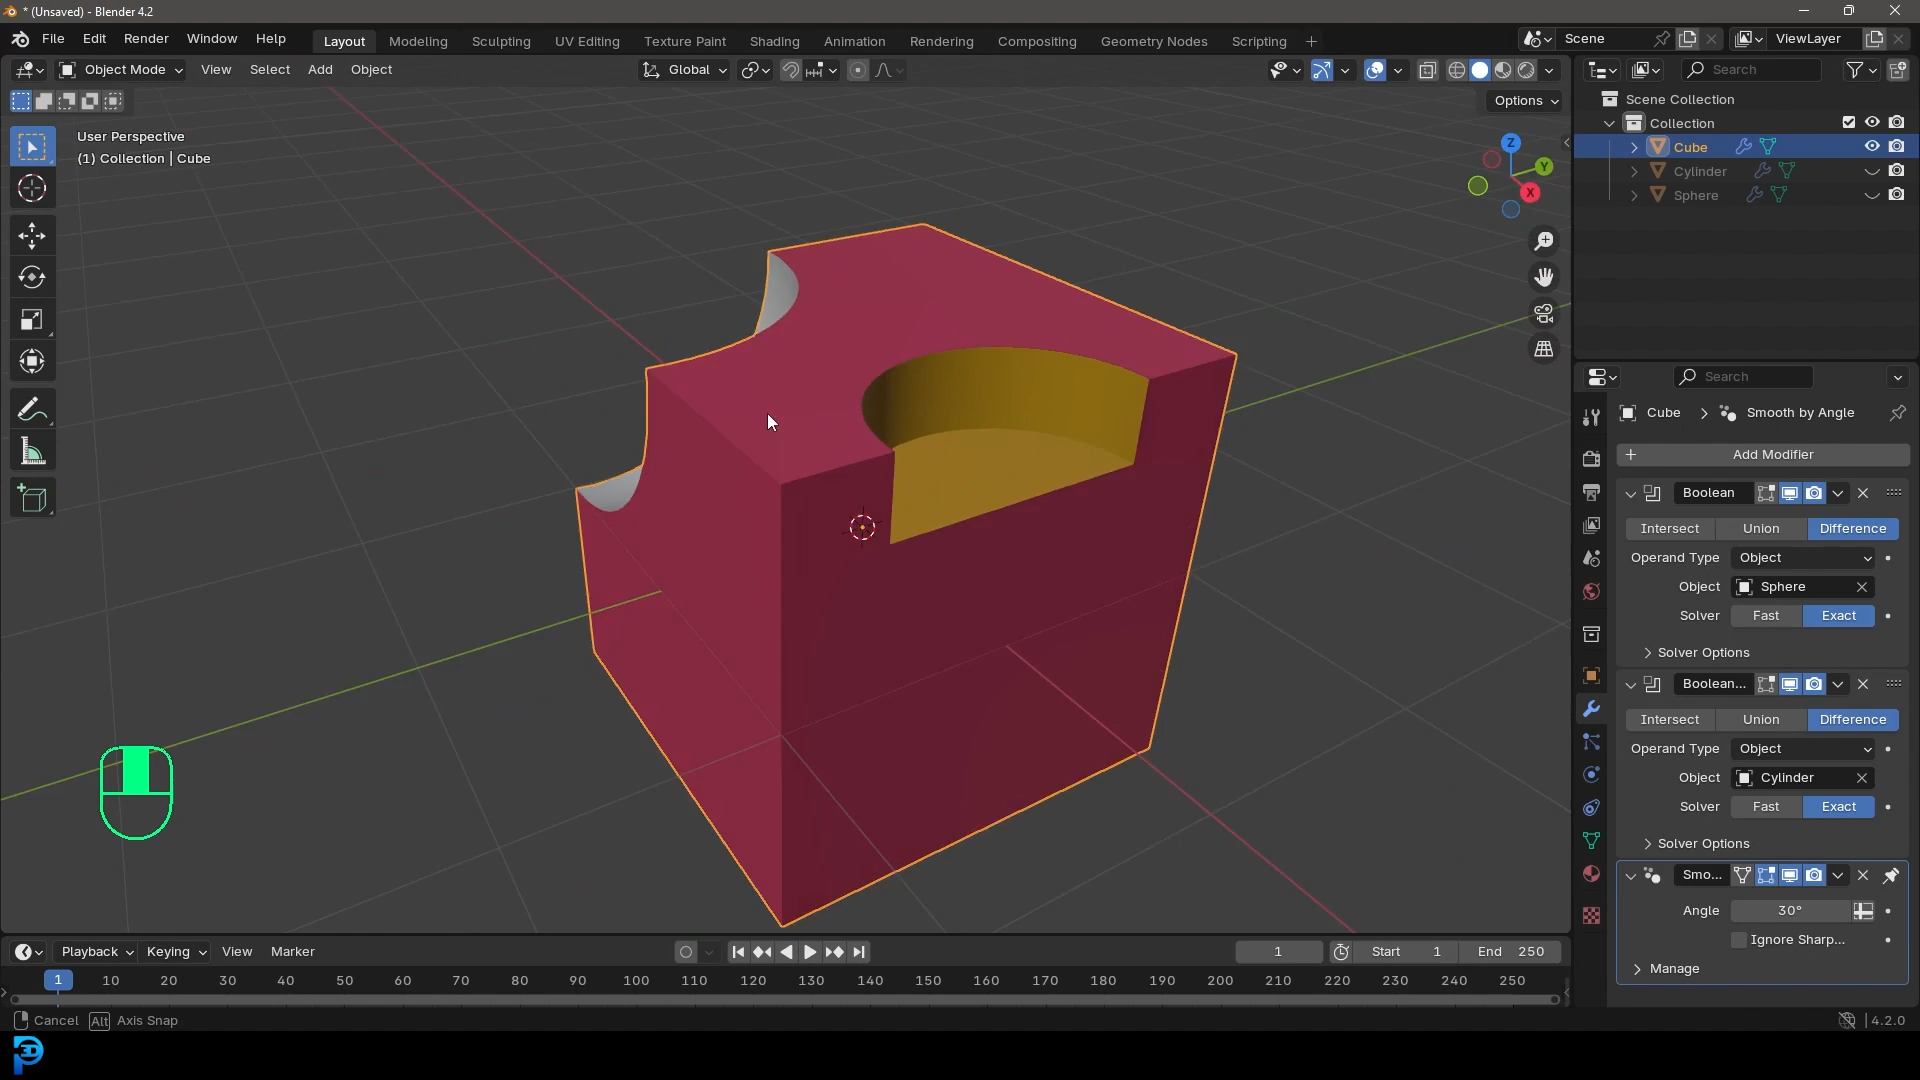 * (Unsaved) - Blender 4.2
File Edit Render Window Help
Layout Modeling Sculpting UV Editing Texture Paint Shading Animation Rendering Compositing Geometry Nodes Scripting +
Scene
ViewLayer
Object Mode View Select Add Object
Global
Search
Options
User Perspective
(1) Collection | Cube
Z
Y
X
Scene Collection
Collection
Cube
Cylinder
Sphere
Search
Cube > Smooth by Angle
+ Add Modifier
Boolean
Intersect Union Difference
Operand Type Object
Object Sphere
Solver Fast Exact
Solver Options
Boolean...
Intersect Union Difference
Operand Type Object
Object Cylinder
Solver Fast Exact
Solver Options
Smo...
Angle 30°
Ignore Sharp...
Manage
Playback Keying View Marker
1
Start 1
End 250
1 10 20 30 40 50 60 70 80 90 100 110 120 130 140 150 160 170 180 190 200 210 220 230 240 250
Cancel Alt Axis Snap
4.2.0